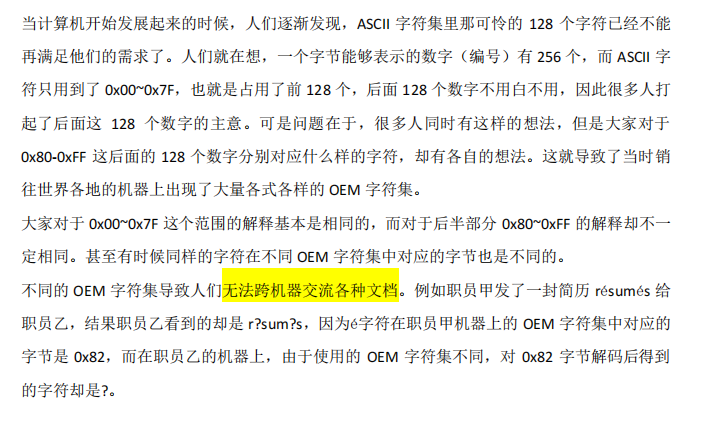 当计算机开始发展起来的时候，人们逐渐发现，ASCII 字符集里那可怜的 128 个字符已经不能
再满足他们的需求了。人们就在想，一个字节能够表示的数字（编号）有 256 个，而 ASCII 字
符只用到了 0x00~0x7F，也就是占用了前 128 个，后面 128 个数字不用白不用，因此很多人打
起了后面这 128 个数字的主意。可是问题在于，很多人同时有这样的想法，但是大家对于
0x80-0xFF 这后面的 128 个数字分别对应什么样的字符，却有各自的想法。这就导致了当时销
往世界各地的机器上出现了大量各式各样的 OEM 字符集。
大家对于 0x00~0x7F 这个范围的解释基本是相同的，而对于后半部分 0x80~0xFF 的解释却不一
定相同。甚至有时候同样的字符在不同 OEM 字符集中对应的字节也是不同的。
不同的 OEM 字符集导致人们无法跨机器交流各种文档。例如职员甲发了一封简历 résumés 给
职员乙，结果职员乙看到的却是 r?sum?s，因为é字符在职员甲机器上的 OEM 字符集中对应的
字节是 0x82，而在职员乙的机器上，由于使用的 OEM 字符集不同，对 0x82 字节解码后得到
的字符却是?。